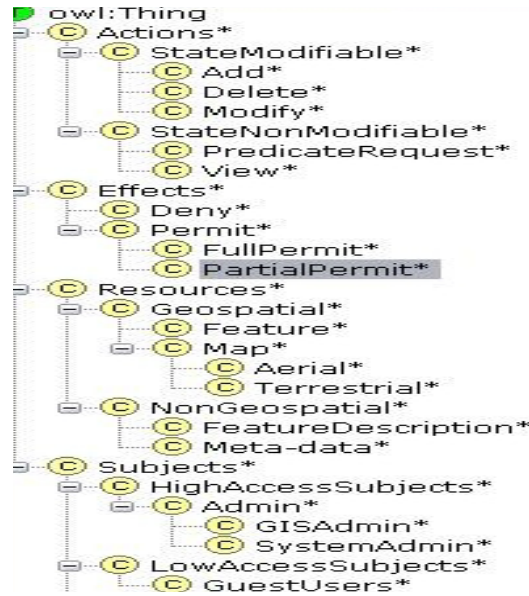 owl:Thing
C Actions*
C StateModifiable*
C Add*
C Delete*
C Modify*
C StateNonModifiable*
C PredicateRequest*
C View*
C Effects*
C Deny*
C Permit*
C FullPermit*
C PartialPermit*
C Resources*
C Geospatial*
C Feature*
C Map*
C Aerial*
C Terrestrial*
C NonGeospatial*
C FeatureDescription*
C Meta-data*
C Subjects*
C HighAccessSubjects*
C Admin*
C GISAdmin*
C SystemAdmin*
C LowAccessSubjects*
C GuestUsers*